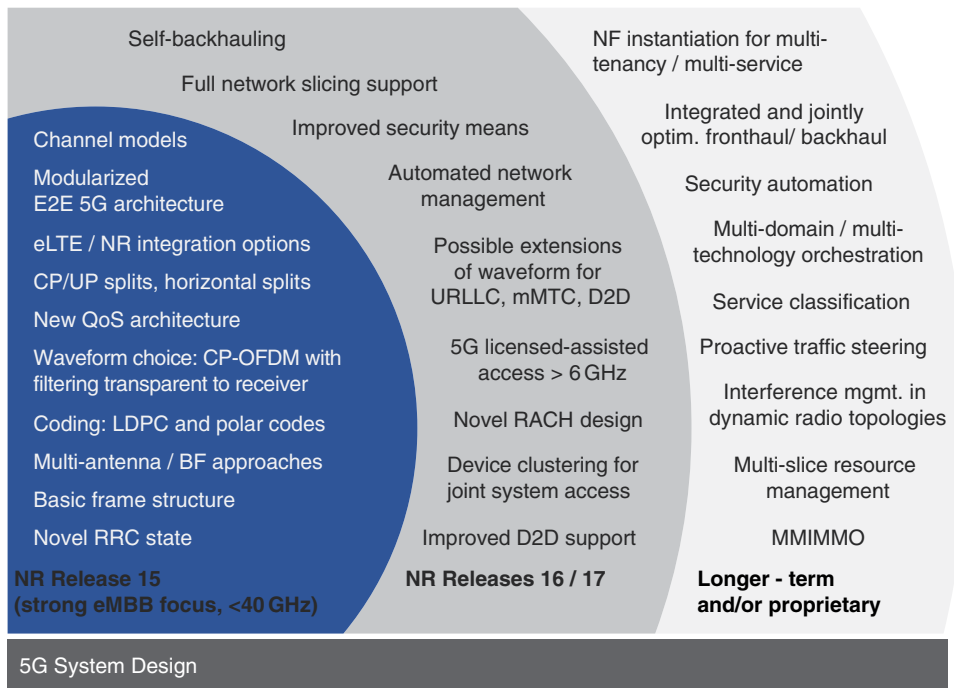 Self-backhauling
Full network slicing support
Improved security means
Automated network
management
Possible extensions
of waveform for
URLLC, mMTC, D2D
5G licensed-assisted
access > 6 GHz
Novel RACH design
Device clustering for
joint system access
Improved D2D support
NR Releases 16 / 17
Channel models
Modularized
E2E 5G architecture
eLTE / NR integration options
CP/UP splits, horizontal splits
New QoS architecture
Waveform choice: CP-OFDM with
filtering transparent to receiver
Coding: LDPC and polar codes
Multi-antenna / BF approaches
Basic frame structure
Novel RRC state
NR Release 15
(strong eMBB focus, <40 GHz)
NF instantiation for multi-
tenancy / multi-service
Integrated and jointly
optim. fronthaul/ backhaul
Security automation
Multi-domain / multi-
technology orchestration
Service classification
Proactive traffic steering
Interference mgmt. in
dynamic radio topologies
Multi-slice resource
management
MMIMMO
Longer - term
and/or proprietary
5G System Design